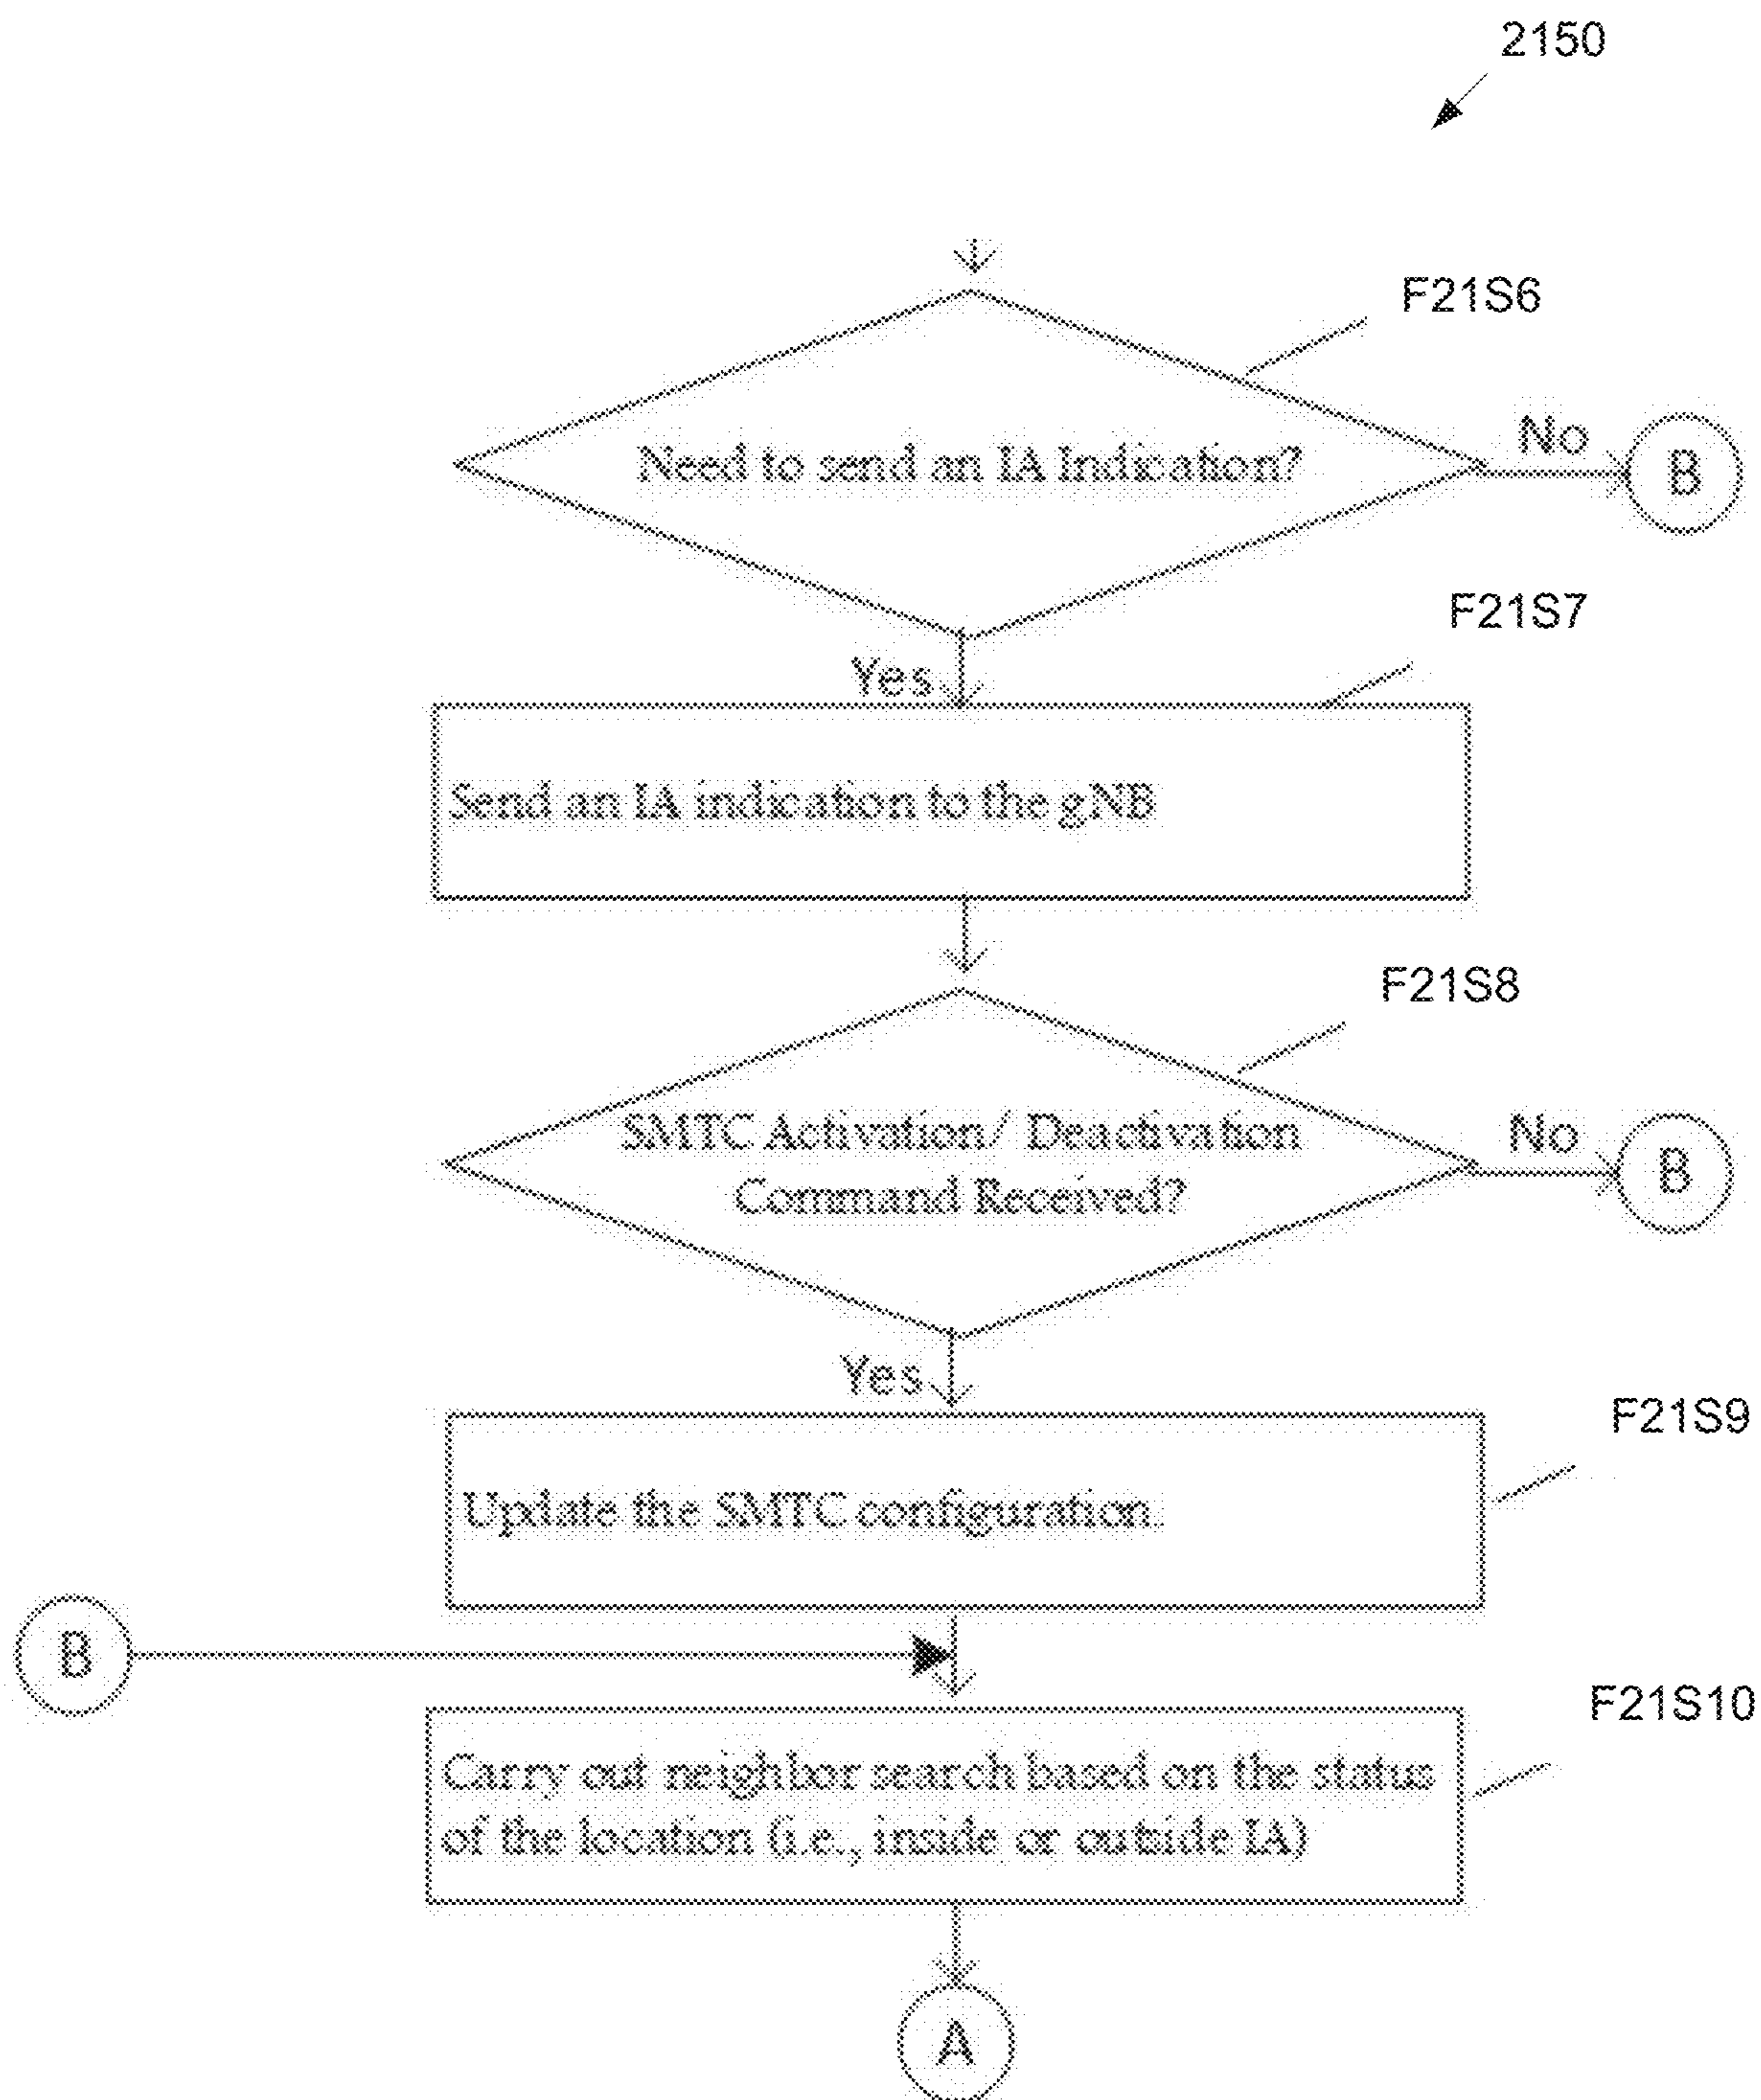 2150
F21S6
Need to send an IA Indication?
No
B
F21S7
Yes
Send an IA indication to the gNB
F21S8
SMTC Activation/ Deactivation
Command Received?
No
B
Yes
F21S9
Update the SMTC configuration.
B
F21S10
Carry out neighbor search based on the status
of the location (i.e., inside or outside IA)
A